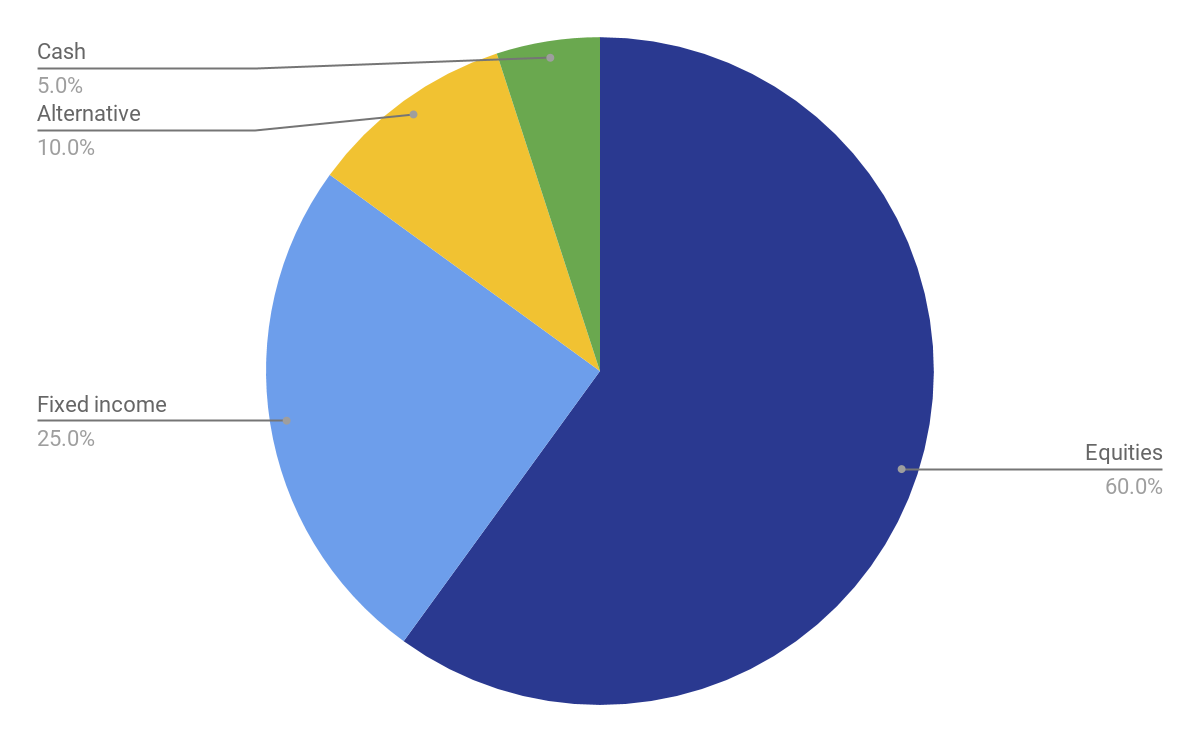 Cash
5.0%
Alternative
10.0%
Fixed income
25.0%
Equities
60.0%